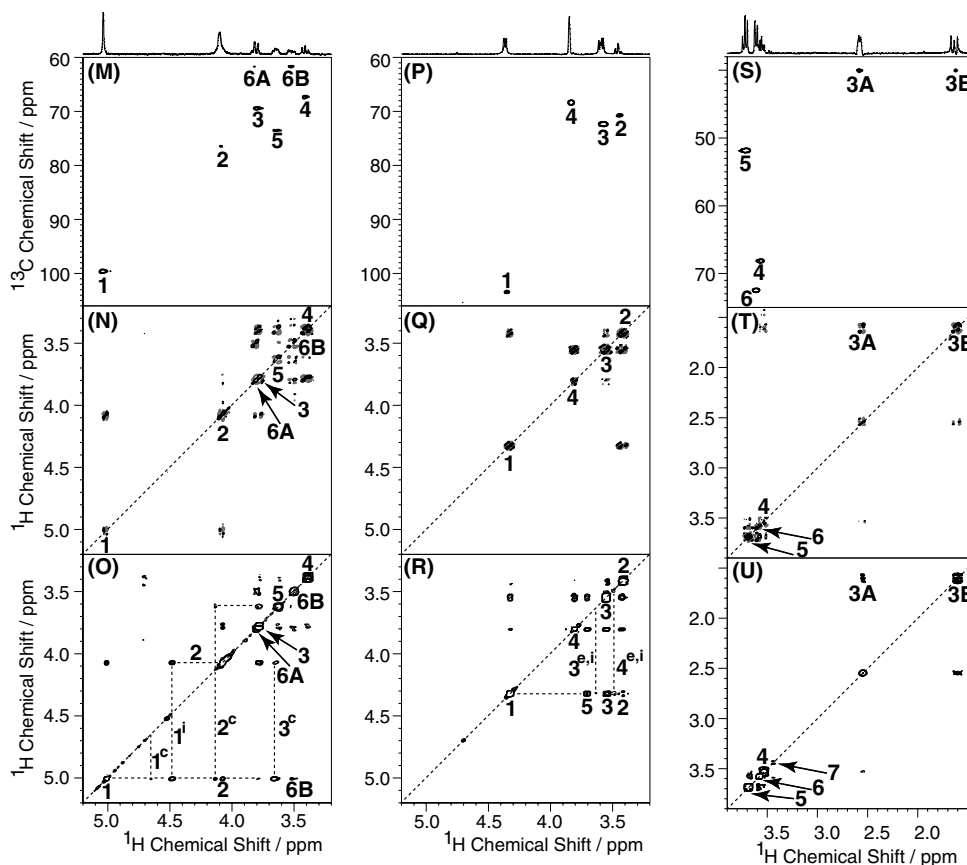 (M)
6A
6B
3
4
5
2
1
60
70
80
90
100
13C Chemical Shift / ppm
(P)
4
3
2
1
60
70
80
90
100
(S)
3A
3B
5
4
6
50
60
70
(N)
4
6B
5
3
6A
2
1
3.5
4.0
4.5
5.0
1H Chemical Shift / ppm
(Q)
2
3
4
1
3.5
4.0
4.5
5.0
(T)
3A
3B
4
6
5
2.0
2.5
3.0
3.5
(O)
4
5
6B
3
6A
2
1c
1i
2c
3c
1
2
6B
3.5
4.0
4.5
5.0
1H Chemical Shift / ppm
5.0 4.5 4.0 3.5
1H Chemical Shift / ppm
(R)
2
3
4
3e,i
4e,i
1
5
3
2
3.5
4.0
4.5
5.0
5.0 4.5 4.0 3.5
1H Chemical Shift / ppm
(U)
3A
3B
4
7
6
5
2.0
2.5
3.0
3.5
3.5 3.0 2.5 2.0
1H Chemical Shift / ppm